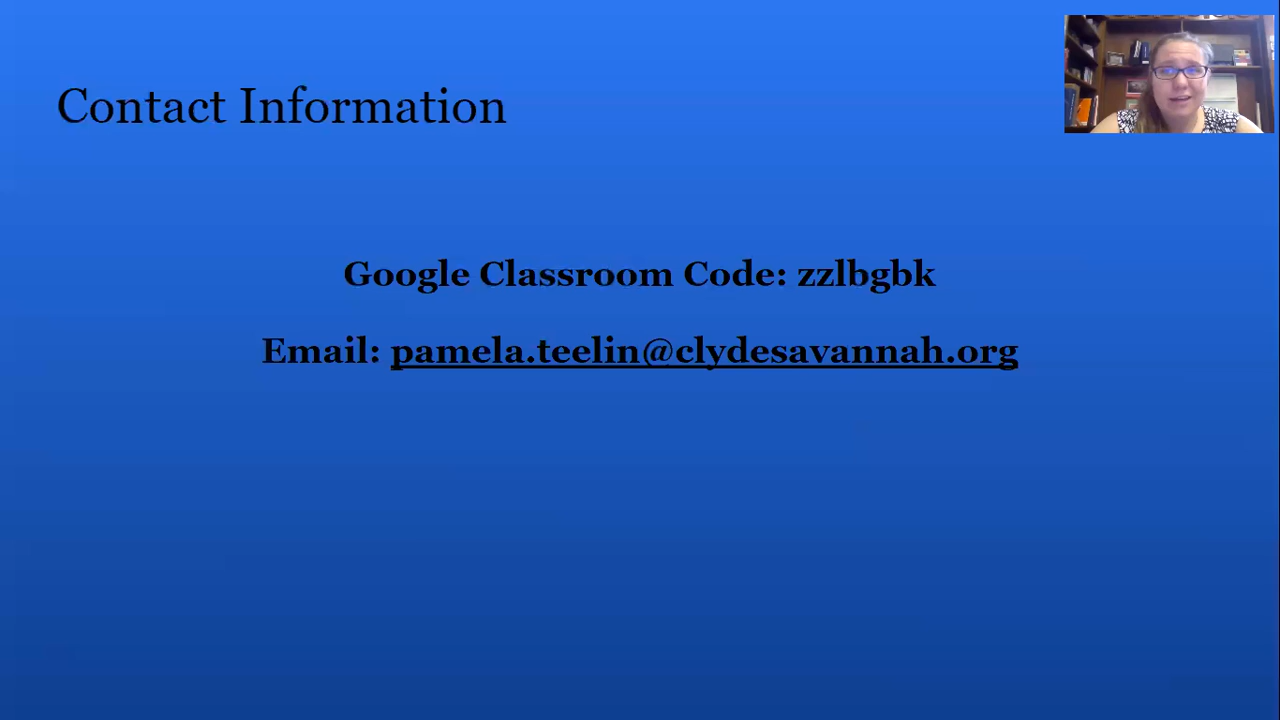 Contact Information
Google Classroom Code: zzlbgbk
Email: pamela.teelin@clydesavannah.org